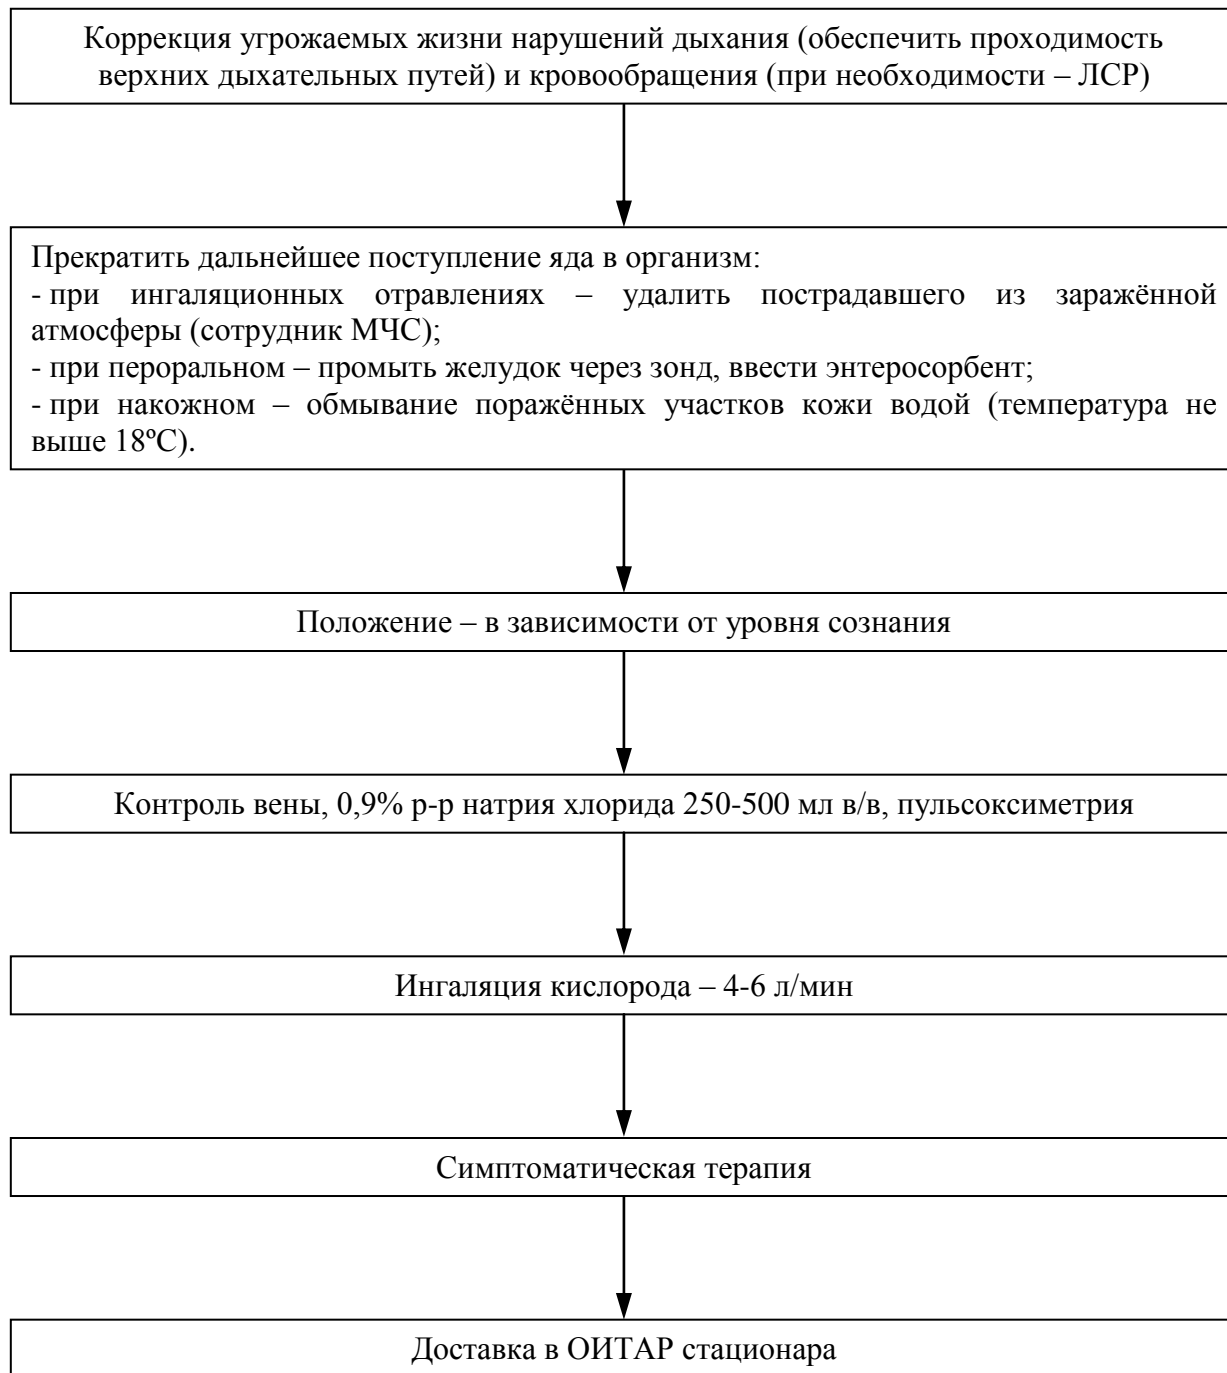 Коррекция угрожаемых жизни нарушений дыхания (обеспечить проходимость
верхних дыхательных путей) и кровообращения (при необходимости – ЛСР)
Прекратить дальнейшее поступление яда в организм:
- при ингаляционных отравлениях – удалить пострадавшего из заражённой
атмосферы (сотрудник МЧС);
- при пероральном – промыть желудок через зонд, ввести энтеросорбент;
- при накожном – обмывание поражённых участков кожи водой (температура не
выше 18ºС).
Положение – в зависимости от уровня сознания
Контроль вены, 0,9% р-р натрия хлорида 250-500 мл в/в, пульсоксиметрия
Ингаляция кислорода – 4-6 л/мин
Симптоматическая терапия
Доставка в ОИТАР стационара